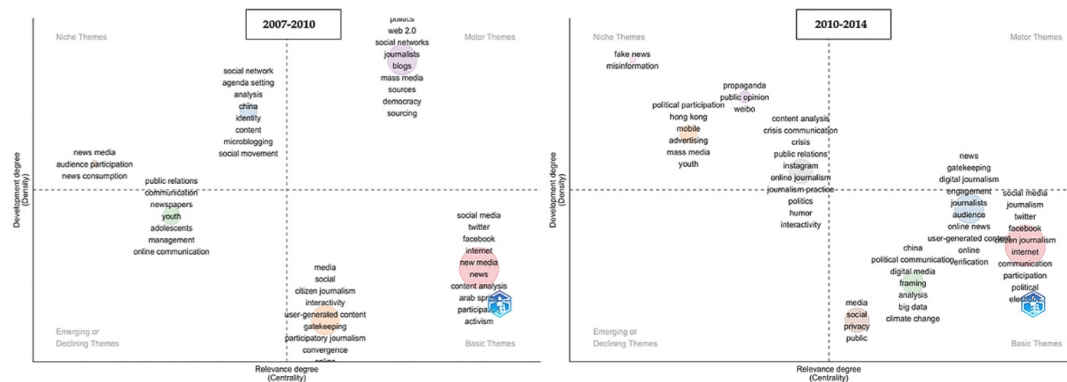 2007-2010
Niche Themes
Motor Themes
politics
web 2.0
social networks
journalists
blogs
mass media
sources
democracy
sourcing
social network
agenda setting
analysis
china
identity
content
microblogging
social movement
news media
audience participation
news consumption
public relations
communication
newspapers
youth
adolescents
management
online communication
social media
twitter
facebook
internet
new media
news
content analysis
arab spring
activism
media
social
citizen journalism
interactivity
user-generated content
gatekeeping
participatory journalism
convergence
online
Emerging or
Declining Themes
Basic Themes
Development degree
(Density)
Relevance degree
(Centrality)
2010-2014
Niche Themes
Motor Themes
fake news
misinformation
propaganda
public opinion
weibo
political participation
hong kong
mobile
advertising
mass media
youth
content analysis
crisis communication
crisis
public relations
instagram
online journalism
journalism practice
politics
humor
interactivity
news
gatekeeping
digital journalism
engagement
journalists
audience
online news
user-generated content
online
verification
social media
journalism
twitter
facebook
citizen journalism
internet
communication
participation
political
china
political communication
digital media
framing
analysis
big data
climate change
media
social
privacy
public
Emerging or
Declining Themes
Basic Themes
Development degree
(Density)
Relevance degree
(Centrality)